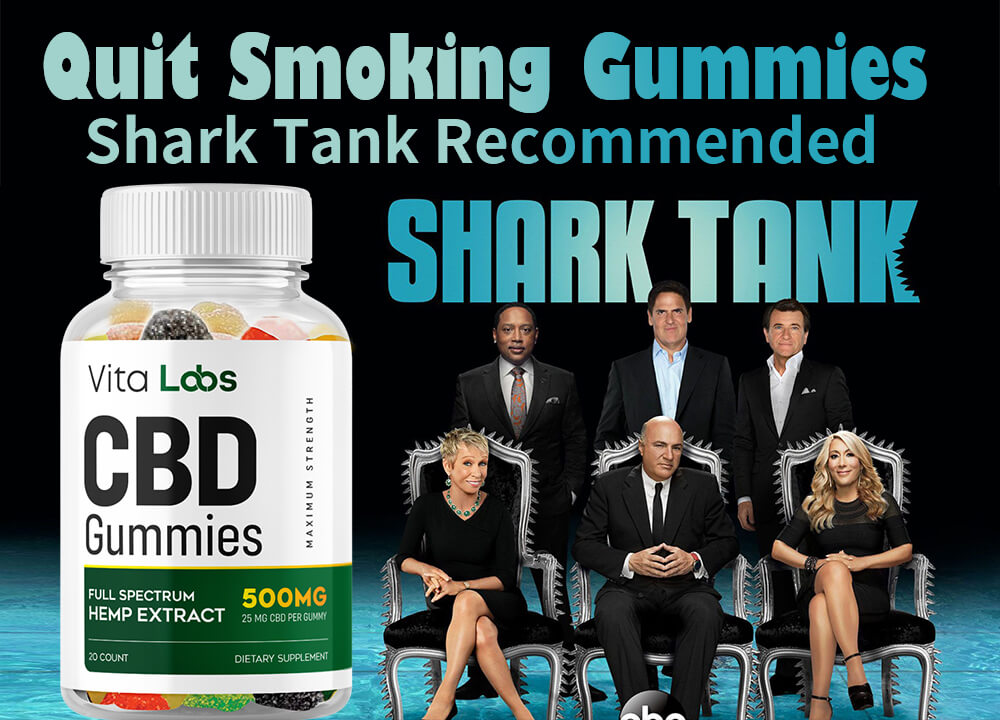 Quit Smoking Gummies
Shark Tank Recommended
SHARK TANK
Vita Labs
CBD
Gummies
MAXIMUM STRENGTH
FULL SPECTRUM
HEMP EXTRACT
500MG
25 MG CBD PER GUMMY
20 COUNT
DIETARY SUPPLEMENT
abc